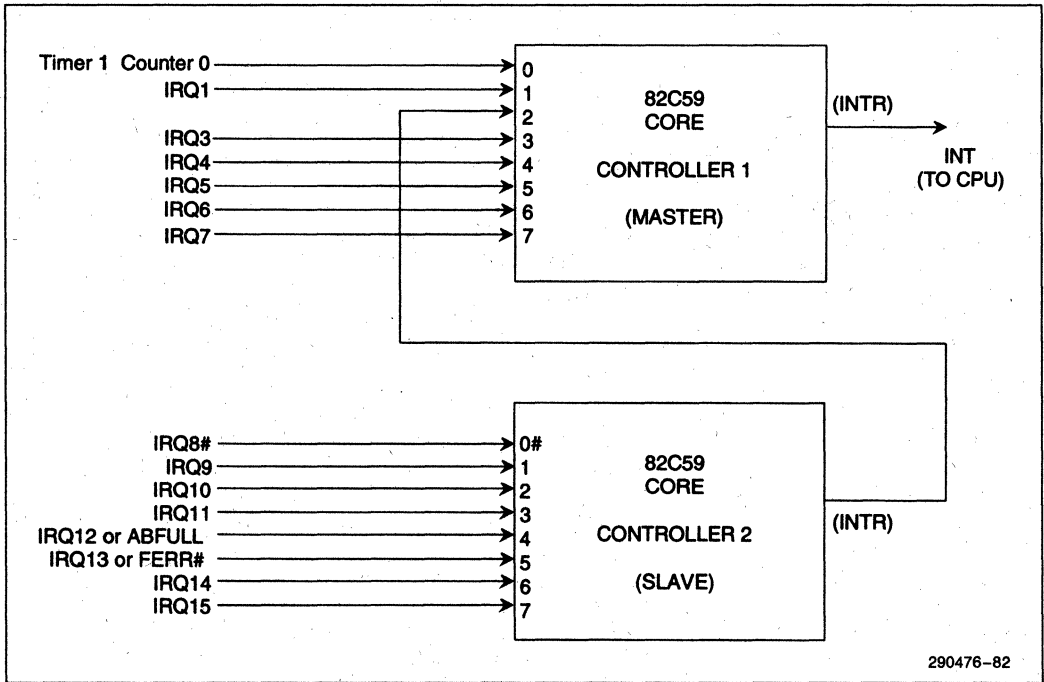 Timer 1 Counter 0
IRQ1
IRQ3
IRQ4
IRQ5
IRQ6
IRQ7
0
1
2
3
4
5
6
7
82C59
CORE
CONTROLLER 1
(MASTER)
(INTR)
INT
(TO CPU)
IRQ8#
IRQ9
IRQ10
IRQ11
IRQ12 or ABFULL
IRQ13 or FERR#
IRQ14
IRQ15
0#
1
2
3
4
5
6
7
82C59
CORE
CONTROLLER 2
(SLAVE)
(INTR)
290476-82